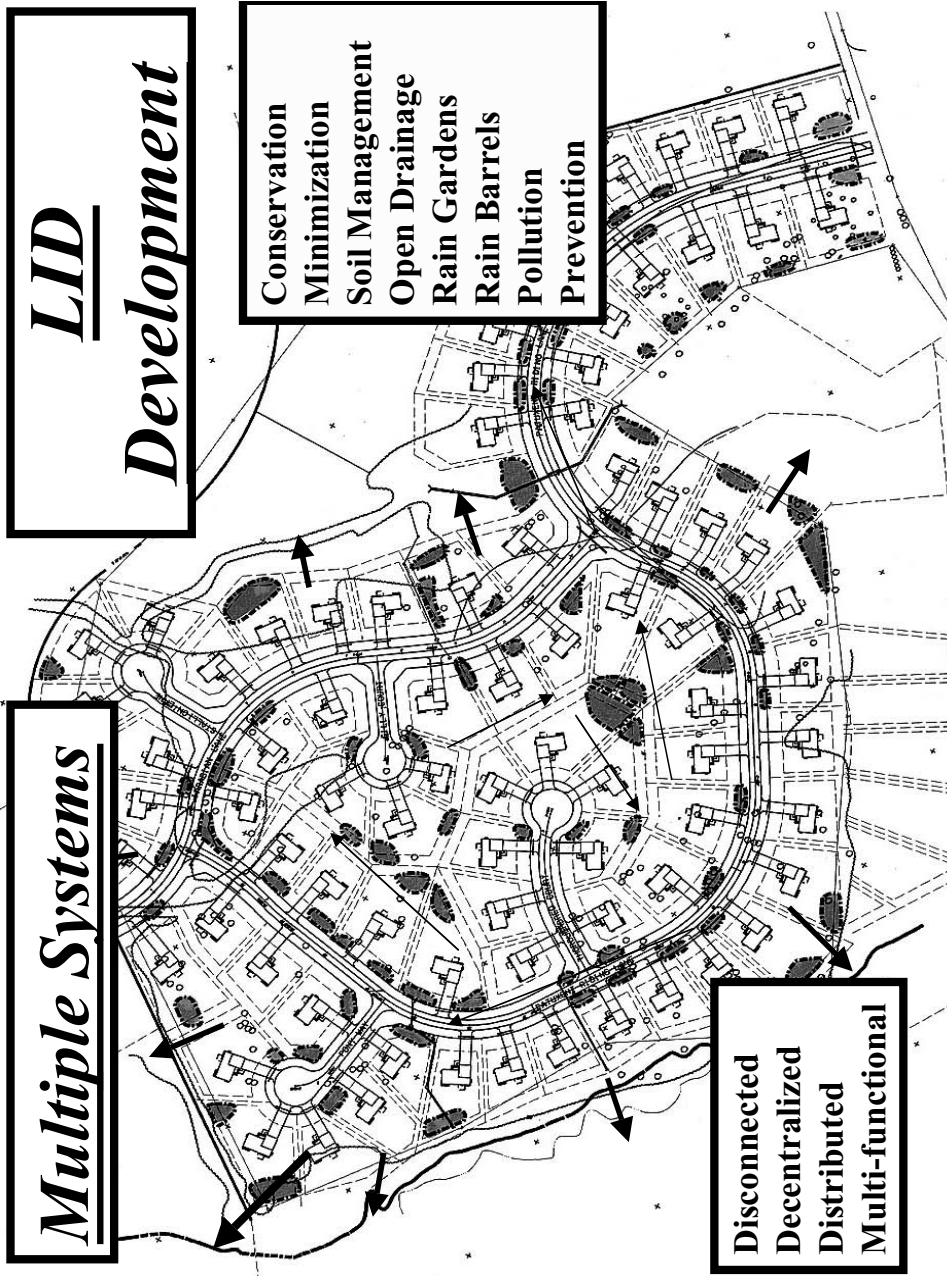 Multiple Systems
LID
Development
Conservation
Minimization
Soil Management
Open Drainage
Rain Gardens
Rain Barrels
Pollution
Prevention
Disconnected
Decentralized
Distributed
Multi-functional